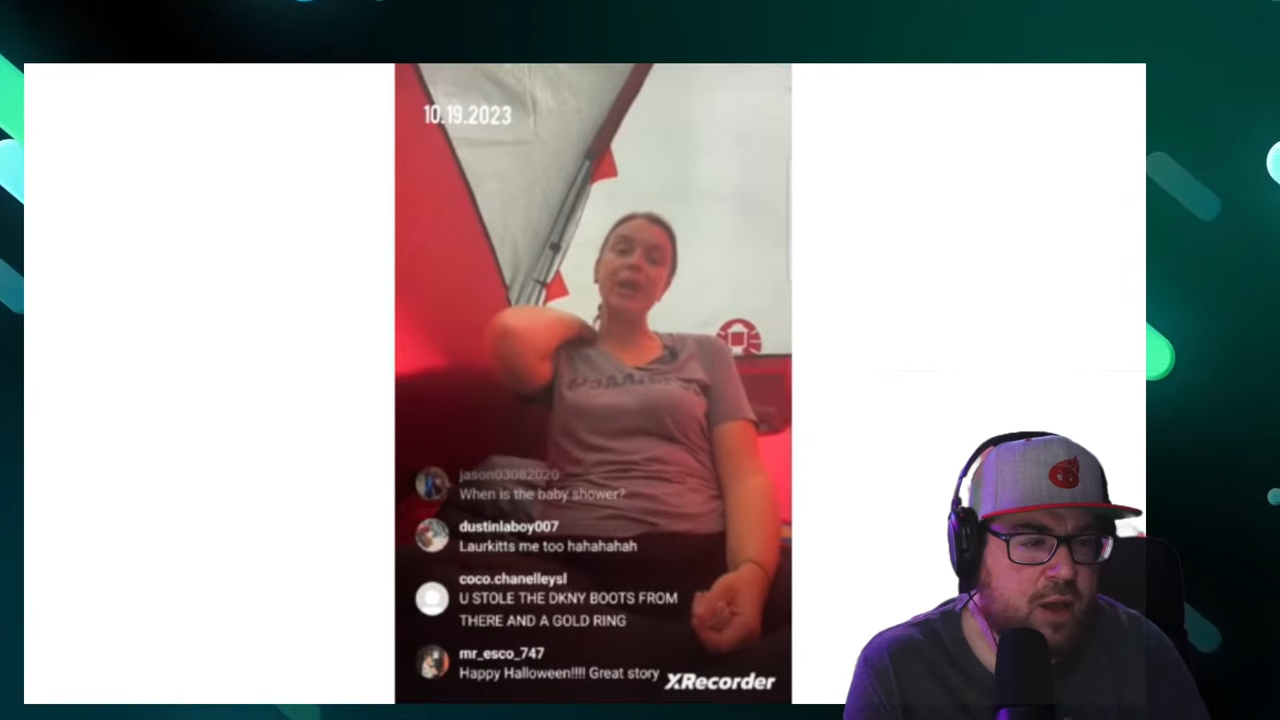 10.19.2023
jason03082020
When is the baby shower?
dustinlaboy007
Laurkitts me too hahahahah
coco.chanelleysl
U STOLE THE DKNY BOOTS FROM
THERE AND A GOLD RING
mr_esco_747
Happy Halloween!!!! Great story
XRecorder